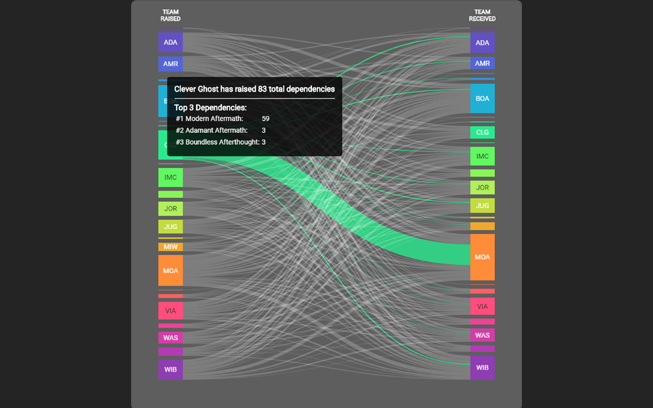 TEAM
RAISED
TEAM
RECEIVED
ADA
AMR
IMC
JOR
JUG
MIW
MOA
VIA
WAS
WIB
Clever Ghost has raised 83 total dependencies
Top 3 Dependencies:
#1 Modern Aftermath: 59
#2 Adamant Aftermath: 3
#3 Boundless Afterthought: 3
ADA
AMR
BOA
CLG
IMC
JOR
JUG
MOA
VIA
WAS
WIB